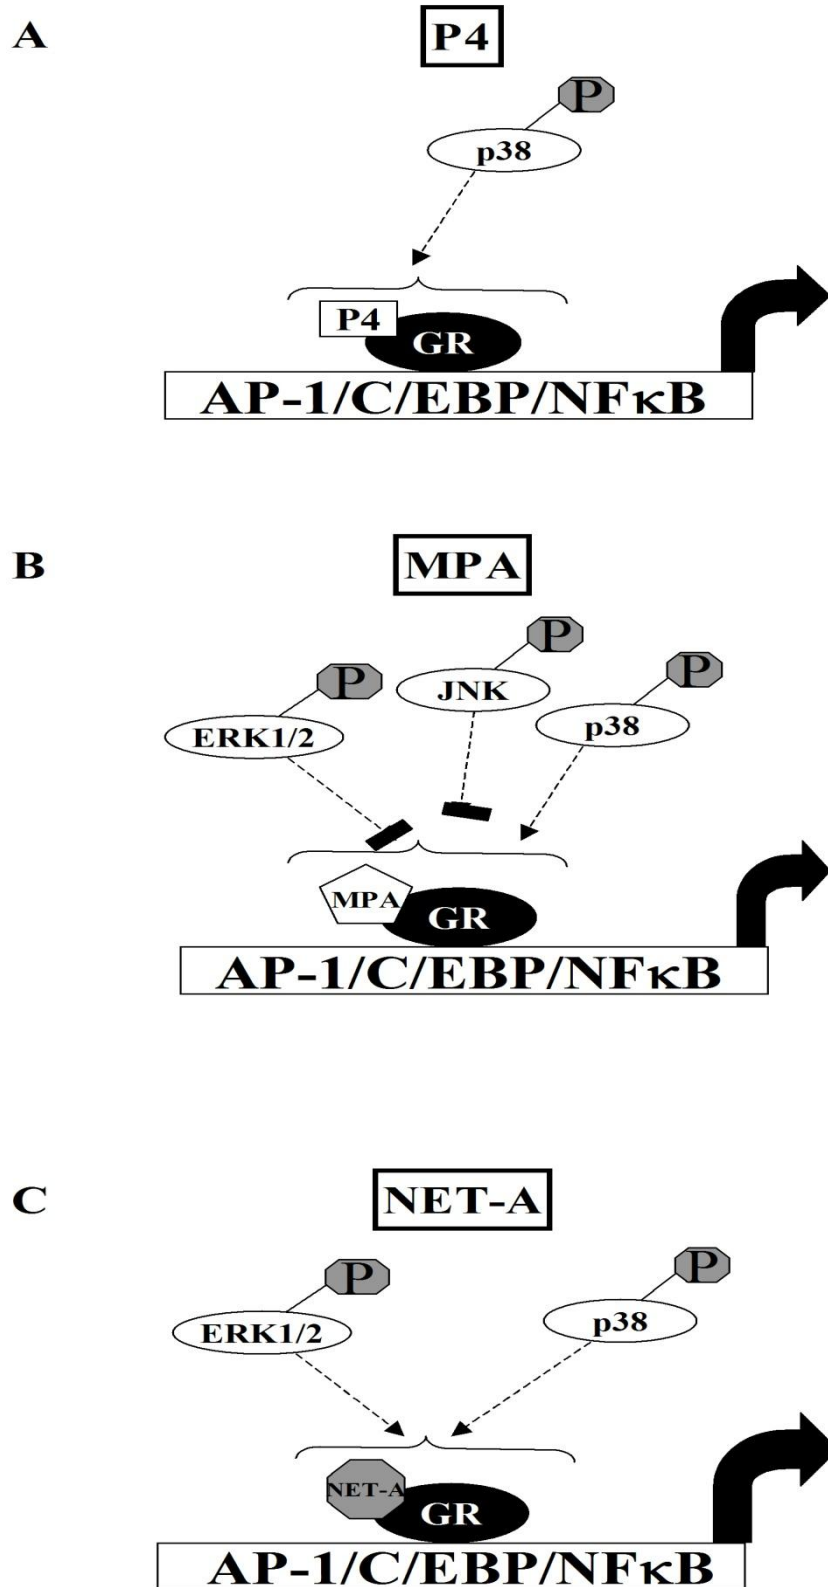 A
P4
P
p38
P4
GR
AP-1/C/EBP/NFκB
B
MPA
P
P
P
JNK
ERK1/2
p38
MPA
GR
AP-1/C/EBP/NFκB
C
NET-A
P
P
ERK1/2
p38
NET-A
GR
AP-1/C/EBP/NFκB